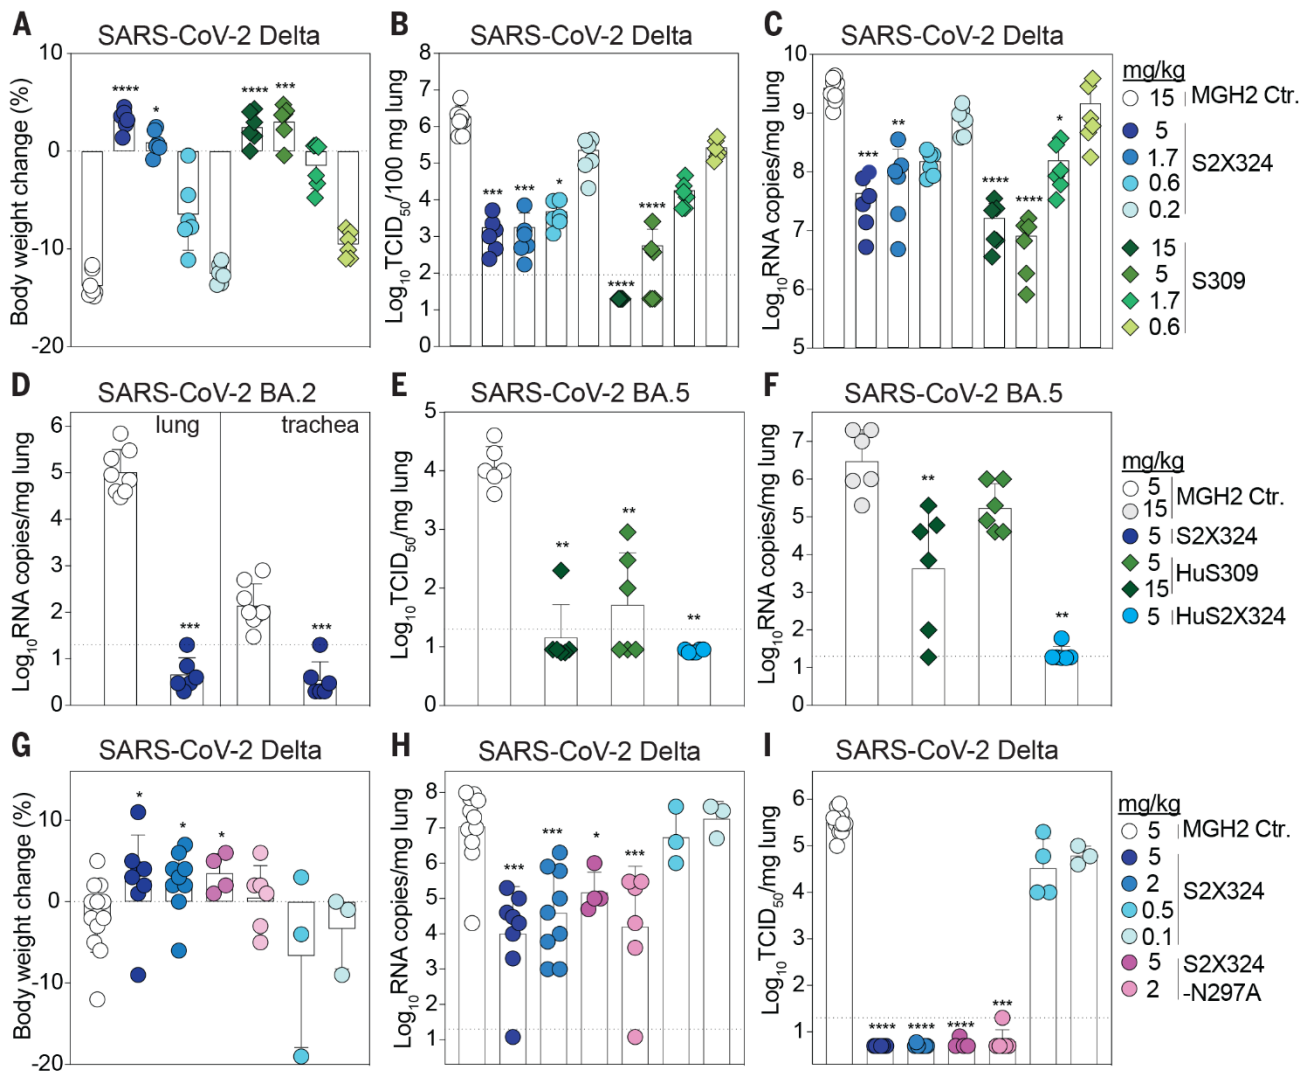 A
SARS-CoV-2 Delta
Body weight change (%)
10
0
-10
-20
****
*
****
***
B
SARS-CoV-2 Delta
Log10 TCID50/100 mg lung
8
7
6
5
4
3
2
1
0
***
***
*
****
****
C
SARS-CoV-2 Delta
Log10RNA copies/mg lung
10
9
8
7
6
5
***
**
****
****
*
mg/kg
15 MGH2 Ctr.
5
1.7
0.6
0.2
S2X324
15
5
1.7
0.6
S309
D
SARS-CoV-2 BA.2
lung
trachea
Log10RNA copies/mg lung
6
5
4
3
2
1
0
***
***
E
SARS-CoV-2 BA.5
Log10TCID50/mg lung
5
4
3
2
1
0
**
**
**
F
SARS-CoV-2 BA.5
Log10RNA copies/mg lung
7
6
5
4
3
2
1
0
**
**
mg/kg
5
15
MGH2 Ctr.
5 S2X324
5
15
HuS309
5 HuS2X324
G
SARS-CoV-2 Delta
Body weight change (%)
10
0
-10
-20
*
*
*
H
SARS-CoV-2 Delta
Log10RNA copies/mg lung
8
7
6
5
4
3
2
1
***
***
*
***
I
SARS-CoV-2 Delta
Log10TCID50/mg lung
6
5
4
3
2
1
****
****
****
***
mg/kg
5 MGH2 Ctr.
5
2
0.5
0.1
S2X324
5
2
S2X324
-N297A